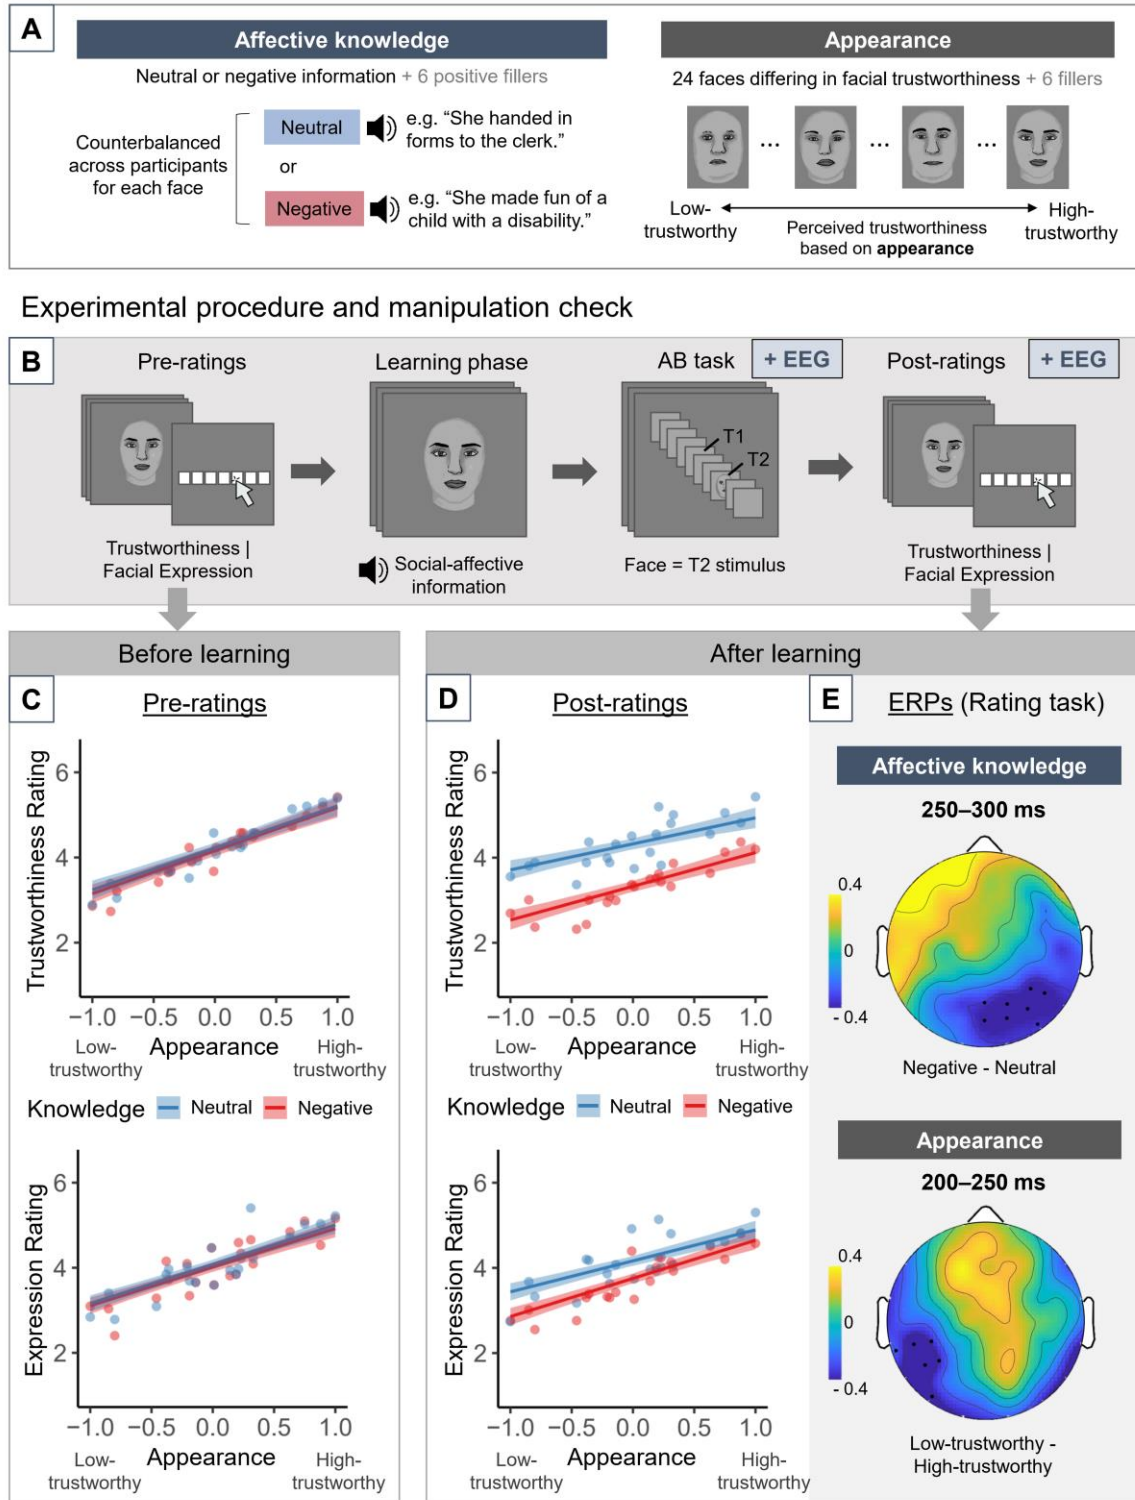 A
Affective knowledge
Neutral or negative information + 6 positive fillers
Counterbalanced
across participants
for each face
Neutral
e.g. “She handed in
forms to the clerk.”
or
Negative
e.g. “She made fun of a
child with a disability.”
Appearance
24 faces differing in facial trustworthiness + 6 fillers
... ... ...
Low-
trustworthy
Perceived trustworthiness
based on appearance
High-
trustworthy
Experimental procedure and manipulation check
B
Pre-ratings
Trustworthiness |
Facial Expression
Learning phase
Social-affective
information
AB task
+ EEG
T1
T2
Face = T2 stimulus
Post-ratings
+ EEG
Trustworthiness |
Facial Expression
Before learning
C
Pre-ratings
Trustworthiness Rating
6
4
2
−1.0 −0.5 0.0 0.5 1.0
Low-
trustworthy
Appearance
High-
trustworthy
Knowledge Neutral Negative
Expression Rating
6
4
2
−1.0 −0.5 0.0 0.5 1.0
Low-
trustworthy
Appearance
High-
trustworthy
After learning
D
Post-ratings
Trustworthiness Rating
6
4
2
−1.0 −0.5 0.0 0.5 1.0
Low-
trustworthy
Appearance
High-
trustworthy
Knowledge Neutral Negative
Expression Rating
6
4
2
−1.0 −0.5 0.0 0.5 1.0
Low-
trustworthy
Appearance
High-
trustworthy
E
ERPs (Rating task)
Affective knowledge
250–300 ms
0.4
0
- 0.4
Negative - Neutral
Appearance
200–250 ms
0.4
0
- 0.4
Low-trustworthy -
High-trustworthy